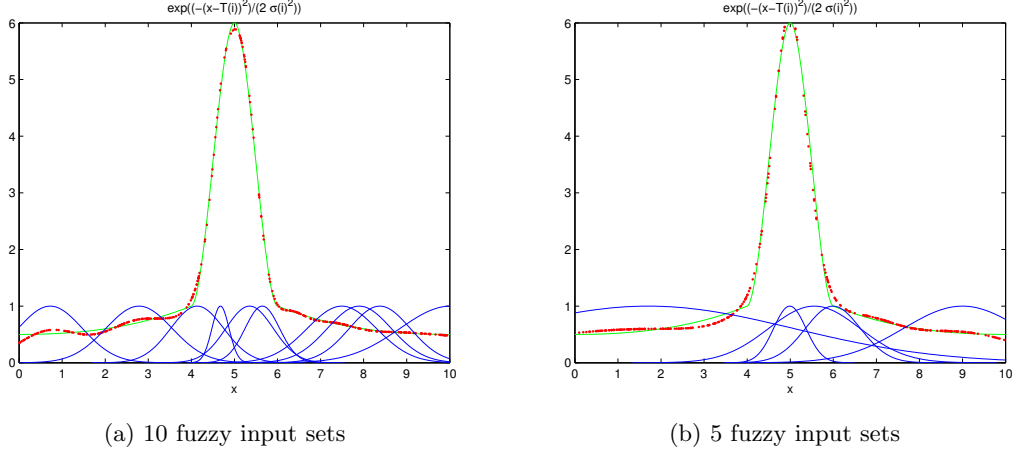 exp((−(x−T(i))²)/(2 σ(i)²))
6
5
4
3
2
1
0
0 1 2 3 4 5 6 7 8 9 10
x
(a) 10 fuzzy input sets
exp((−(x−T(i))²)/(2 σ(i)²))
6
5
4
3
2
1
0
0 1 2 3 4 5 6 7 8 9 10
x
(b) 5 fuzzy input sets